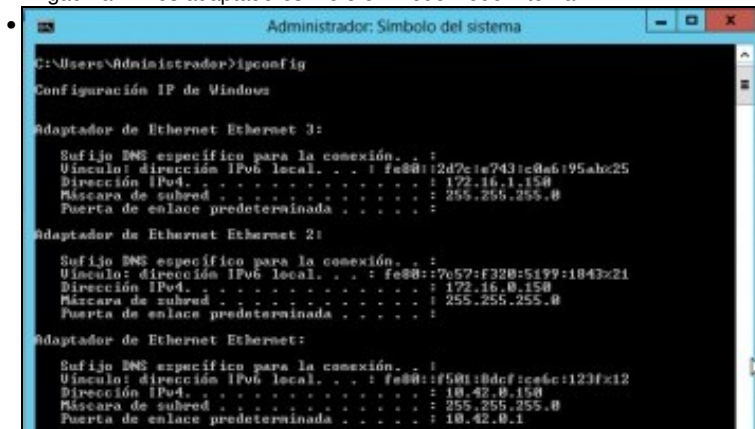 Administrador: Símbolo del sistema
C:\Users\Administrador>ipconfig
Configuración IP de Windows
Adaptador de Ethernet Ethernet 3:
Sufijo DNS específico para la conexión. . :
Vínculo: dirección IPv6 local. . . : fe80::2d7c:e743:c0a6:95ab%25
Dirección IPv4. . . . . . . . . . . . . . : 172.16.1.150
Máscara de subred . . . . . . . . . . . . : 255.255.255.0
Puerta de enlace predeterminada . . . . . :
Adaptador de Ethernet Ethernet 2:
Sufijo DNS específico para la conexión. . :
Vínculo: dirección IPv6 local. . . : fe80::7c57:f320:5199:1843%21
Dirección IPv4. . . . . . . . . . . . . . : 172.16.0.150
Máscara de subred . . . . . . . . . . . . : 255.255.255.0
Puerta de enlace predeterminada . . . . . :
Adaptador de Ethernet Ethernet:
Sufijo DNS específico para la conexión. . :
Vínculo: dirección IPv6 local. . . : fe80::f501:8dcf:ce6c:123f%12
Dirección IPv4. . . . . . . . . . . . . . : 10.42.0.150
Máscara de subred . . . . . . . . . . . . : 255.255.255.0
Puerta de enlace predeterminada . . . . . : 10.42.0.1